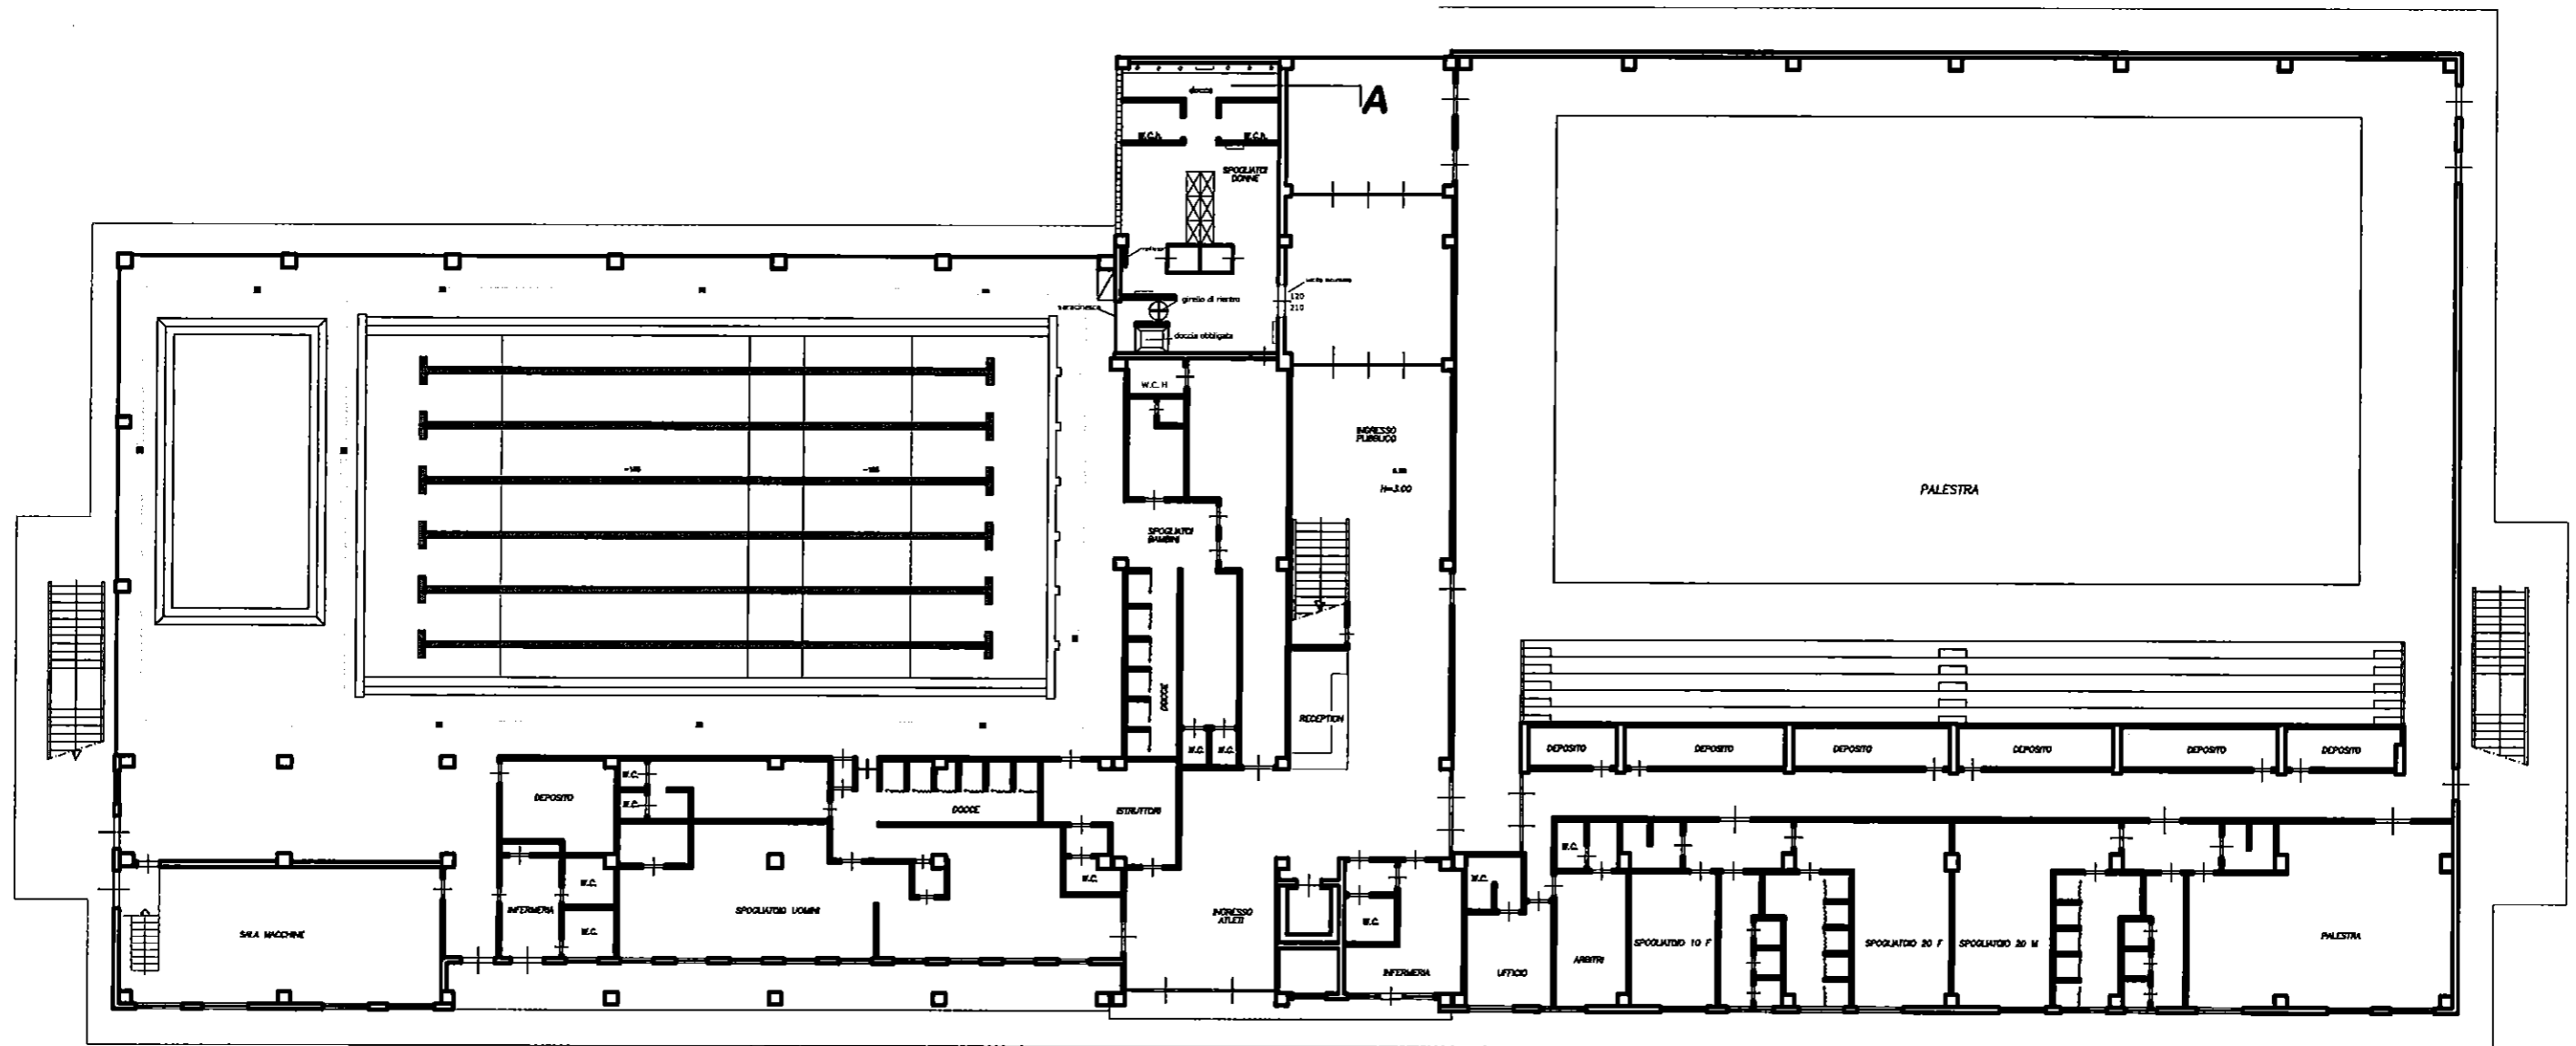 A
docce
W.C.h.
W.C.h.
SPOGLIATOI
DONNE
120
210
girello di rientro
saracinesca
doccia obbligata
W.C. H
INGRESSO
PUBBLICO
H=3.00
PALESTRA
SPOGLIATOI
BAMBINI
DOCCE
RECEPTION
W.C.
W.C.
DEPOSITO
DEPOSITO
DEPOSITO
DEPOSITO
DEPOSITO
DEPOSITO
W.C.
W.C.
DEPOSITO
DOCCE
ISTRUTTORI
W.C.
W.C.
W.C.
W.C.
INFERMERIA
W.C.
SPOGLIATOIO UOMINI
INGRESSO
ATLETI
W.C.
SALA MACCHINE
INFERMERIA
UFFICIO
ARBITRI
SPOGLIATOIO 10 F
SPOGLIATOIO 20 F
SPOGLIATOIO 20 M
PALESTRA